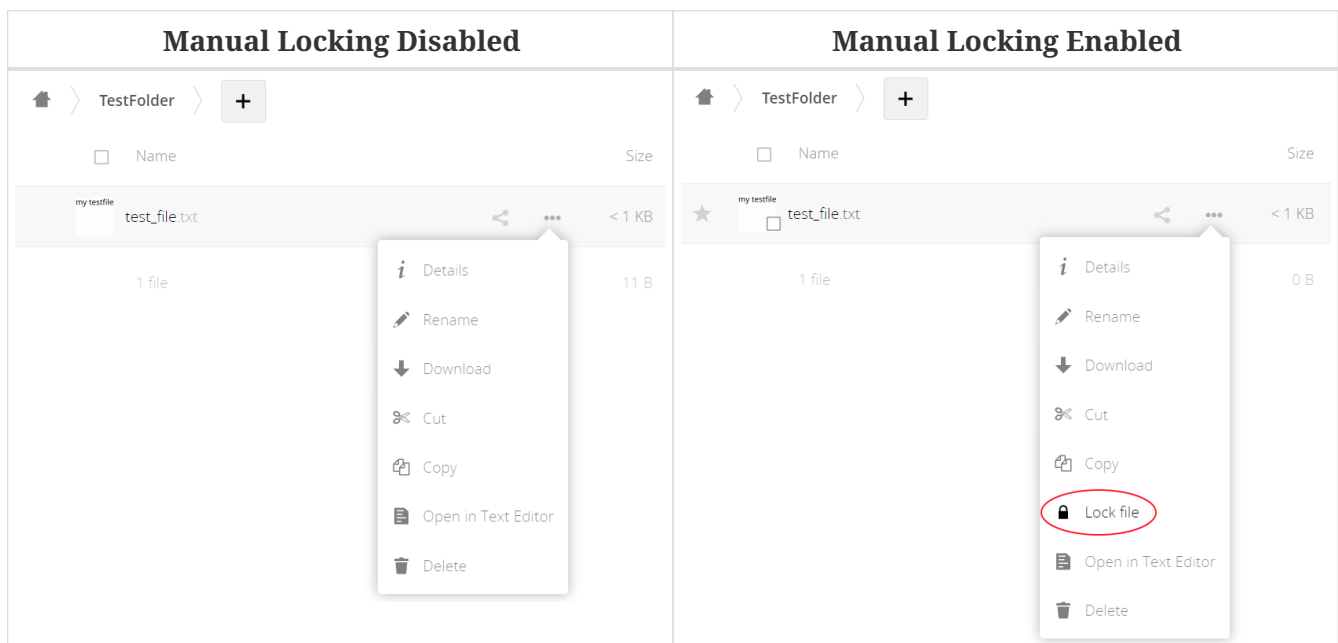 Manual Locking Disabled
Manual Locking Enabled
TestFolder +
Name Size
my testfile
test_file.txt ... < 1 KB
Details
1 file 11 B
Rename
Download
Cut
Copy
Open in Text Editor
Delete
TestFolder +
Name Size
my testfile
test_file.txt ... < 1 KB
Details
1 file 0 B
Rename
Download
Cut
Copy
Lock file
Open in Text Editor
Delete